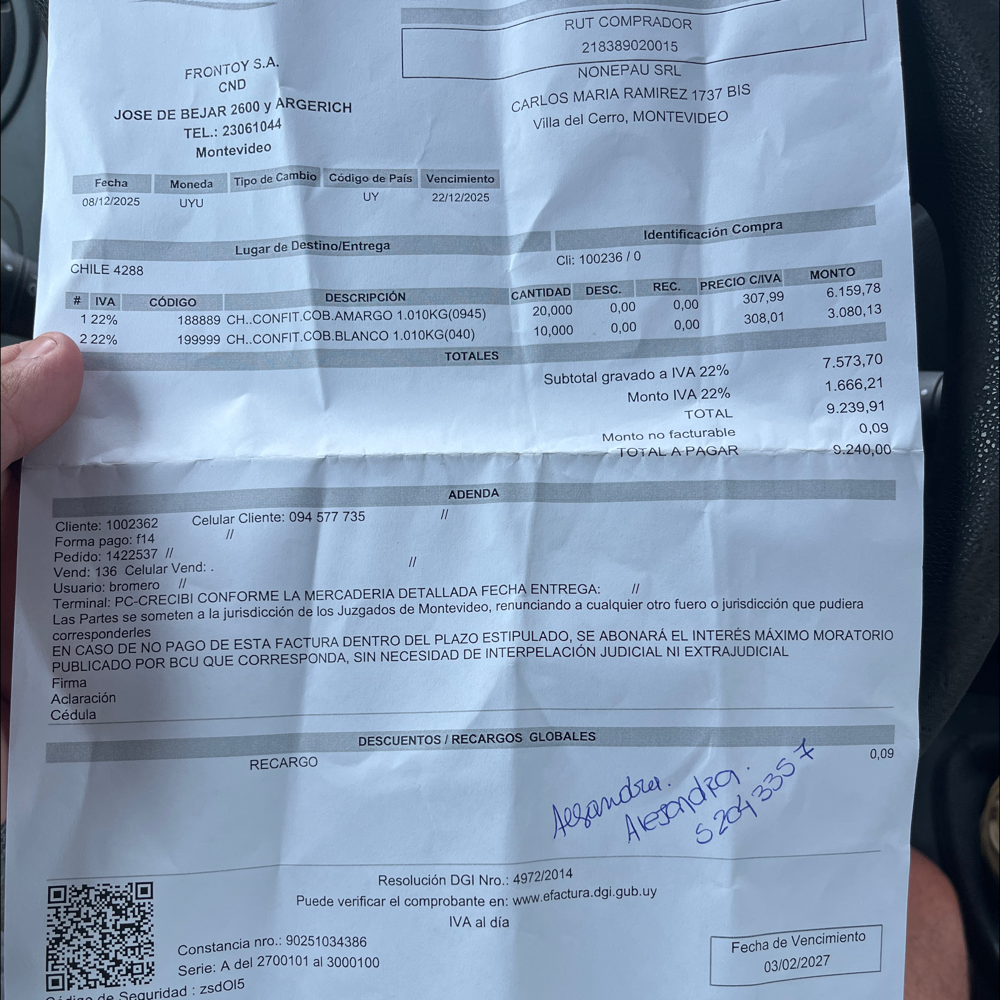 RUT COMPRADOR
218389020015
FRONTOY S.A.
CND
JOSE DE BEJAR 2600 y ARGERICH
TEL.: 23061044
Montevideo
NONEPAU SRL
CARLOS MARIA RAMIREZ 1737 BIS
Villa del Cerro, MONTEVIDEO
Fecha Moneda Tipo de Cambio Código de País Vencimiento
08/12/2025 UYU UY 22/12/2025
Lugar de Destino/Entrega Identificación Compra
CHILE 4288 Cli: 100236 / 0
# IVA CÓDIGO DESCRIPCIÓN CANTIDAD DESC. REC. PRECIO C/IVA MONTO
1 22% 188889 CH..CONFIT.COB.AMARGO 1.010KG(0945) 20,000 0,00 0,00 307,99 6.159,78
2 22% 199999 CH..CONFIT.COB.BLANCO 1.010KG(040) 10,000 0,00 0,00 308,01 3.080,13
TOTALES
Subtotal gravado a IVA 22% 7.573,70
Monto IVA 22% 1.666,21
TOTAL 9.239,91
Monto no facturable 0,09
TOTAL A PAGAR 9.240,00
ADENDA
Cliente: 1002362 Celular Cliente: 094 577 735 //
Forma pago: f14 //
Pedido: 1422537 //
Vend: 136 Celular Vend: . //
Usuario: bromero //
Terminal: PC-CRECIBI CONFORME LA MERCADERIA DETALLADA FECHA ENTREGA: //
Las Partes se someten a la jurisdicción de los Juzgados de Montevideo, renunciando a cualquier otro fuero o jurisdicción que pudiera
corresponderles
EN CASO DE NO PAGO DE ESTA FACTURA DENTRO DEL PLAZO ESTIPULADO, SE ABONARÁ EL INTERÉS MÁXIMO MORATORIO
PUBLICADO POR BCU QUE CORRESPONDA, SIN NECESIDAD DE INTERPELACIÓN JUDICIAL NI EXTRAJUDICIAL
Firma
Aclaración
Cédula
DESCUENTOS / RECARGOS GLOBALES
RECARGO 0,09
Alejandra.
Alejandra.
52043357
Resolución DGI Nro.: 4972/2014
Puede verificar el comprobante en: www.efactura.dgi.gub.uy
IVA al día
Constancia nro.: 90251034386
Serie: A del 2700101 al 3000100
Código de Seguridad : zsdOI5
Fecha de Vencimiento
03/02/2027